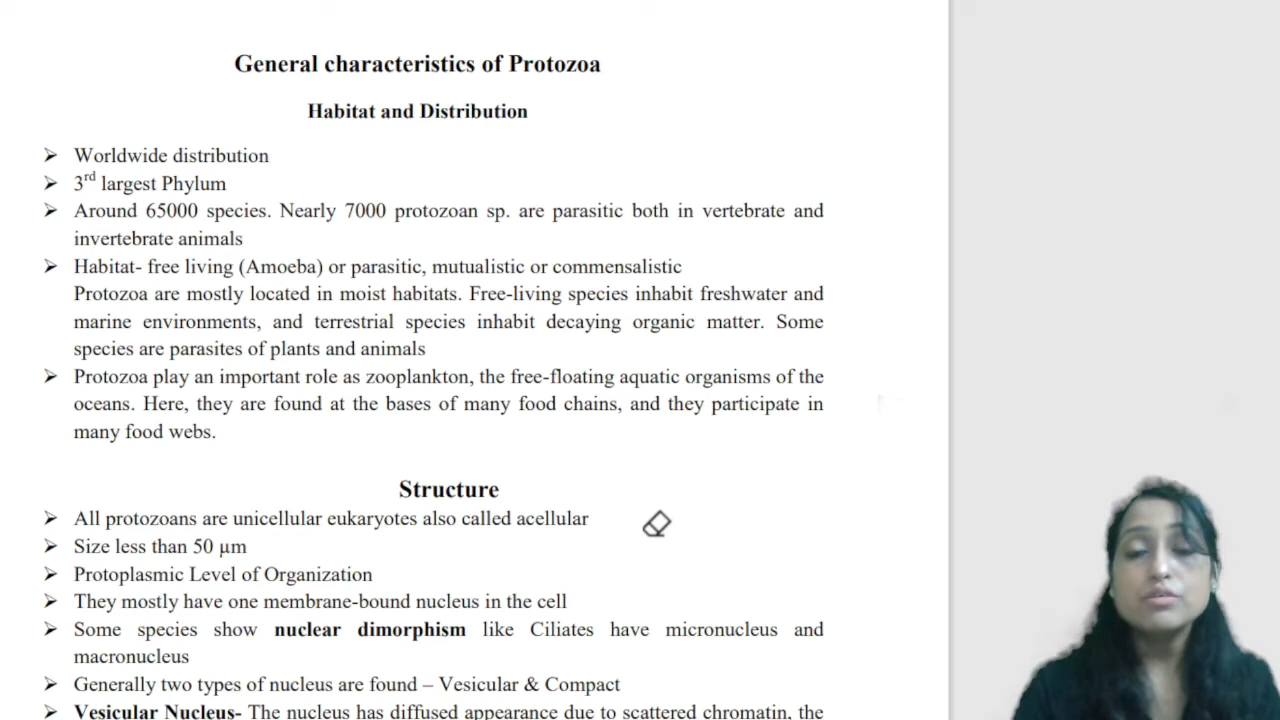 General characteristics of Protozoa
Habitat and Distribution
➢ Worldwide distribution
➢ 3rd largest Phylum
➢ Around 65000 species. Nearly 7000 protozoan sp. are parasitic both in vertebrate and
invertebrate animals
➢ Habitat- free living (Amoeba) or parasitic, mutualistic or commensalistic
Protozoa are mostly located in moist habitats. Free-living species inhabit freshwater and
marine environments, and terrestrial species inhabit decaying organic matter. Some
species are parasites of plants and animals
➢ Protozoa play an important role as zooplankton, the free-floating aquatic organisms of the
oceans. Here, they are found at the bases of many food chains, and they participate in
many food webs.
Structure
➢ All protozoans are unicellular eukaryotes also called acellular
➢ Size less than 50 µm
➢ Protoplasmic Level of Organization
➢ They mostly have one membrane-bound nucleus in the cell
➢ Some species show nuclear dimorphism like Ciliates have micronucleus and
macronucleus
➢ Generally two types of nucleus are found – Vesicular & Compact
➢ Vesicular Nucleus- The nucleus has diffused appearance due to scattered chromatin, the